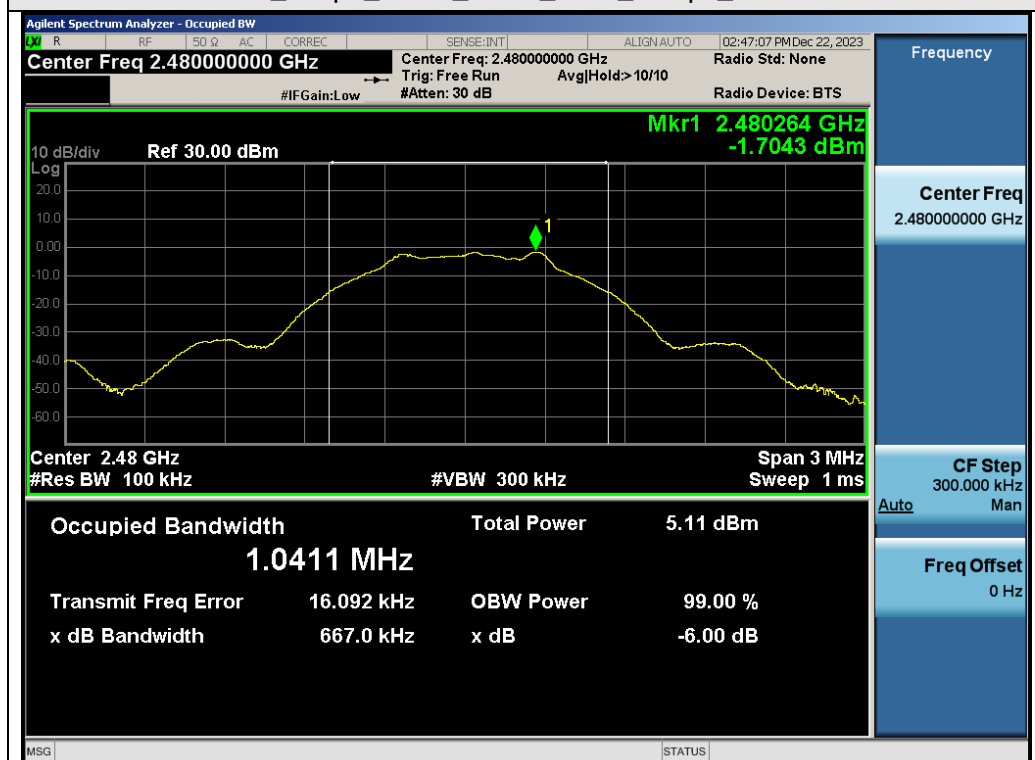 Agilent Spectrum Analyzer - Occupied BW
LXI R RF 50 Ω AC CORREC SENSE:INT ALIGN AUTO 02:47:07 PM Dec 22, 2023
Center Freq 2.480000000 GHz
Center Freq: 2.480000000 GHz Radio Std: None
Trig: Free Run Avg|Hold:> 10/10
#IFGain:Low #Atten: 30 dB Radio Device: BTS
Mkr1 2.480264 GHz
-1.7043 dBm
10 dB/div Ref 30.00 dBm
Log
20.0
10.0
0.00
-10.0
-20.0
-30.0
-40.0
-50.0
-60.0
1
Center 2.48 GHz Span 3 MHz
#Res BW 100 kHz #VBW 300 kHz Sweep 1 ms
Occupied Bandwidth Total Power 5.11 dBm
1.0411 MHz
Transmit Freq Error 16.092 kHz OBW Power 99.00 %
x dB Bandwidth 667.0 kHz x dB -6.00 dB
MSG STATUS
Frequency
Center Freq
2.480000000 GHz
CF Step
300.000 kHz
Auto Man
Freq Offset
0 Hz